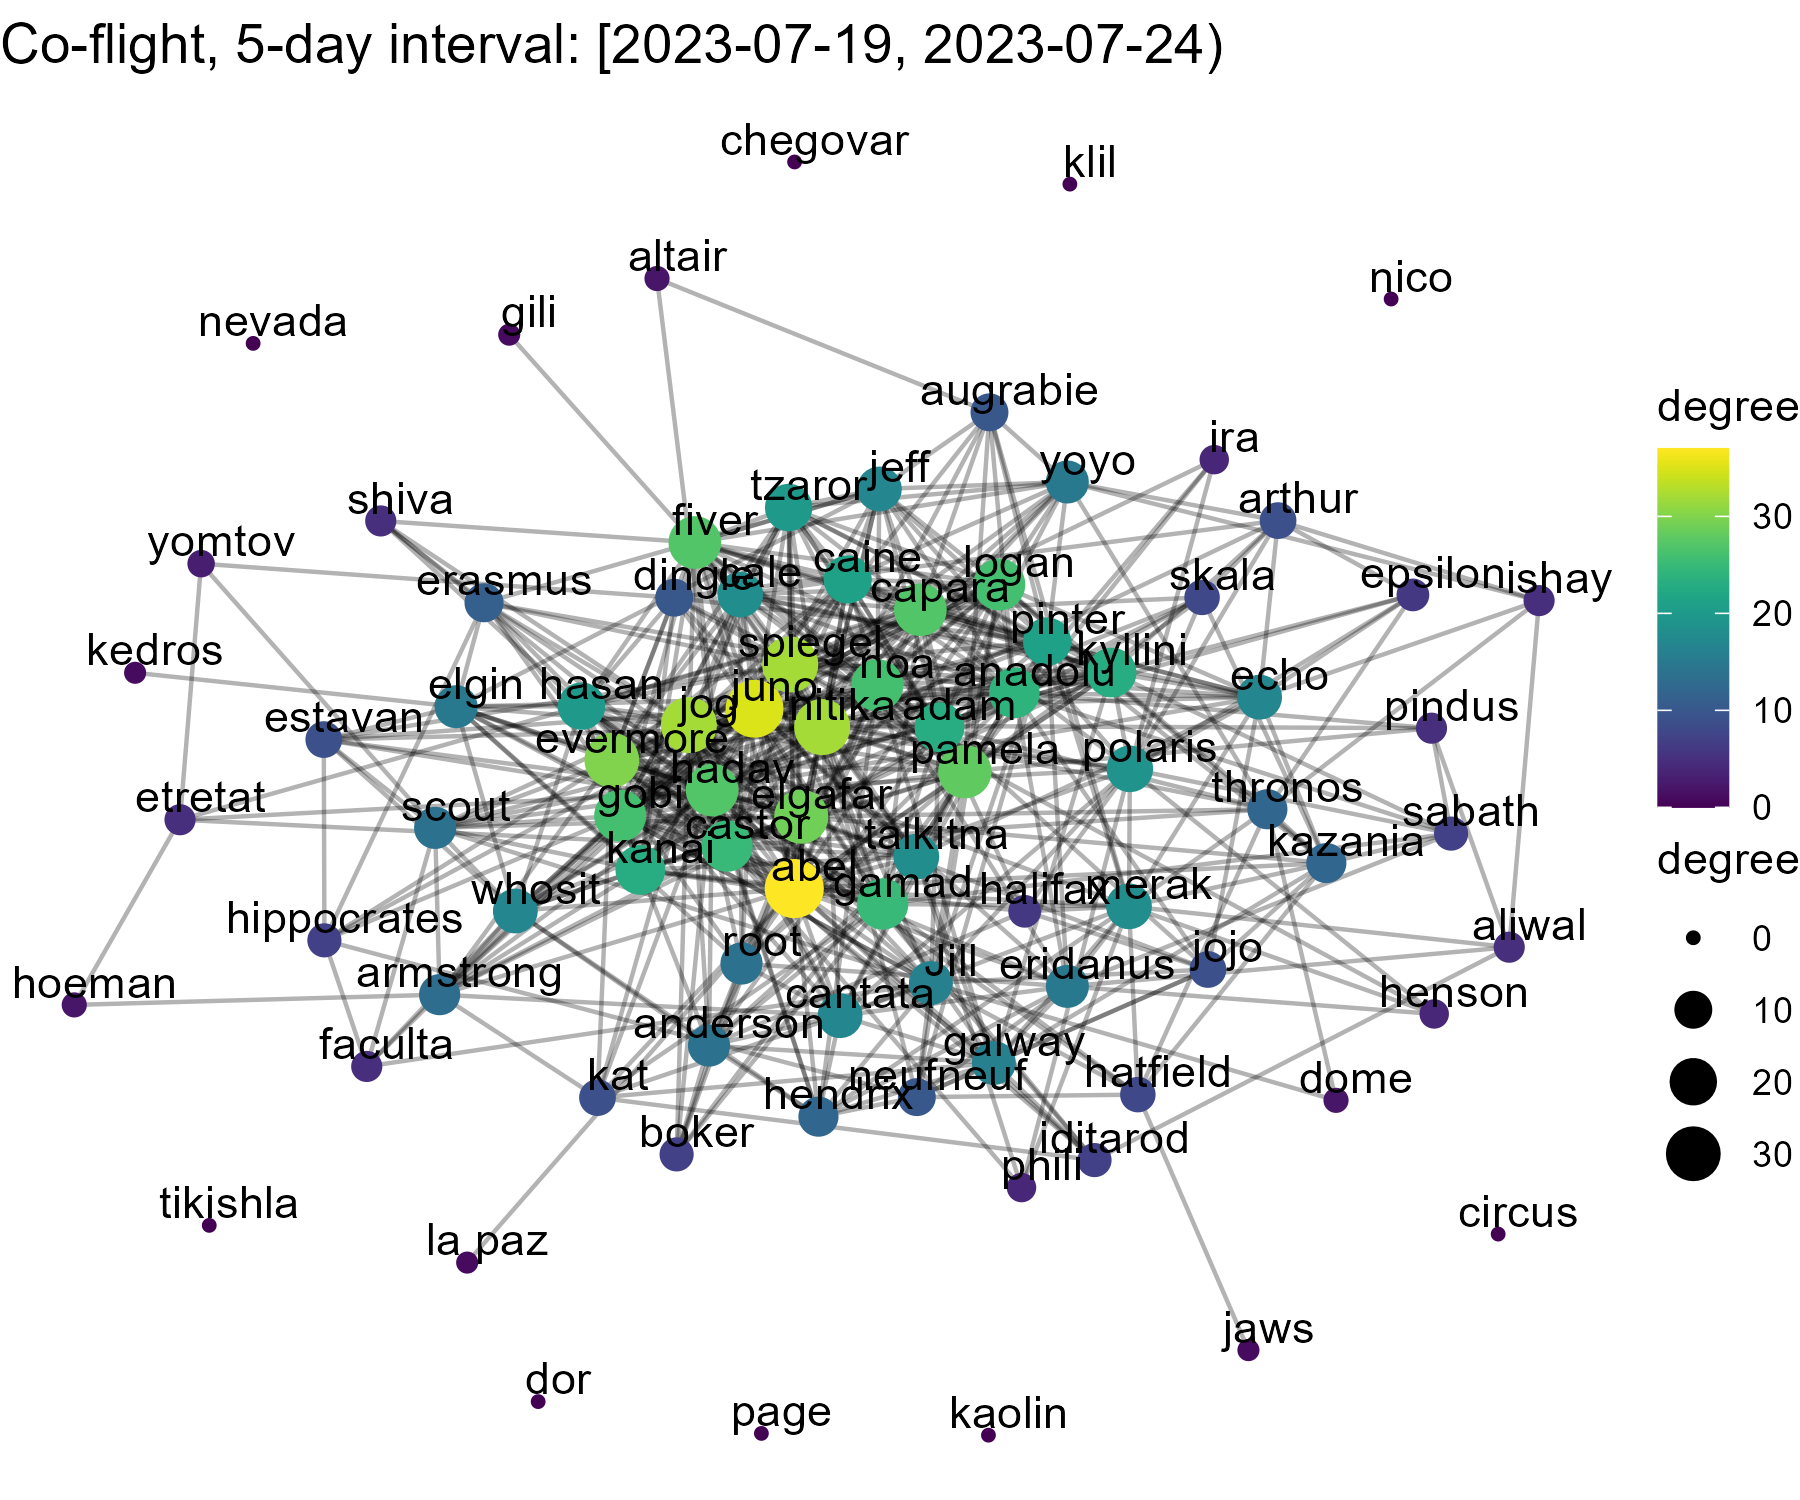 Co-flight, 5-day interval: [2023-07-19, 2023-07-24)
chegovar
klil
altair
nico
gili
nevada
augrabie
ira
yoyo
jeff
tzaror
shiva
arthur
fiver
yomtov
caine
logan
dingle
bale
erasmus
skala
epsilon
ishay
capara
pinter
spiegel
kyllini
kedros
noa
anadolu
echo
elgin
hasan
juno
jog
nitika
adam
pindus
estavan
evermore
pamela
polaris
hadav
thronos
etretat
scout
gobi
elgafar
sabath
castor
talkitna
kazania
kanai
abel
gamad
halifax
merak
whosit
hippocrates
aliwal
root
jojo
hoeman
armstrong
Jill
eridanus
henson
cantata
anderson
faculta
galway
kat
neufneuf
hatfield
dome
hendrix
boker
iditarod
phili
tikishla
circus
la paz
jaws
dor
page
kaolin
degree
30
20
10
0
degree
0
10
20
30